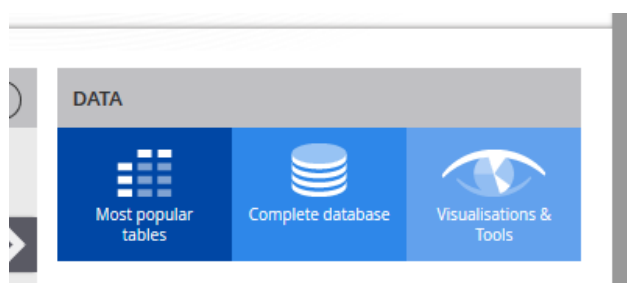 DATA
Most popular
tables
Complete database
Visualisations &
Tools